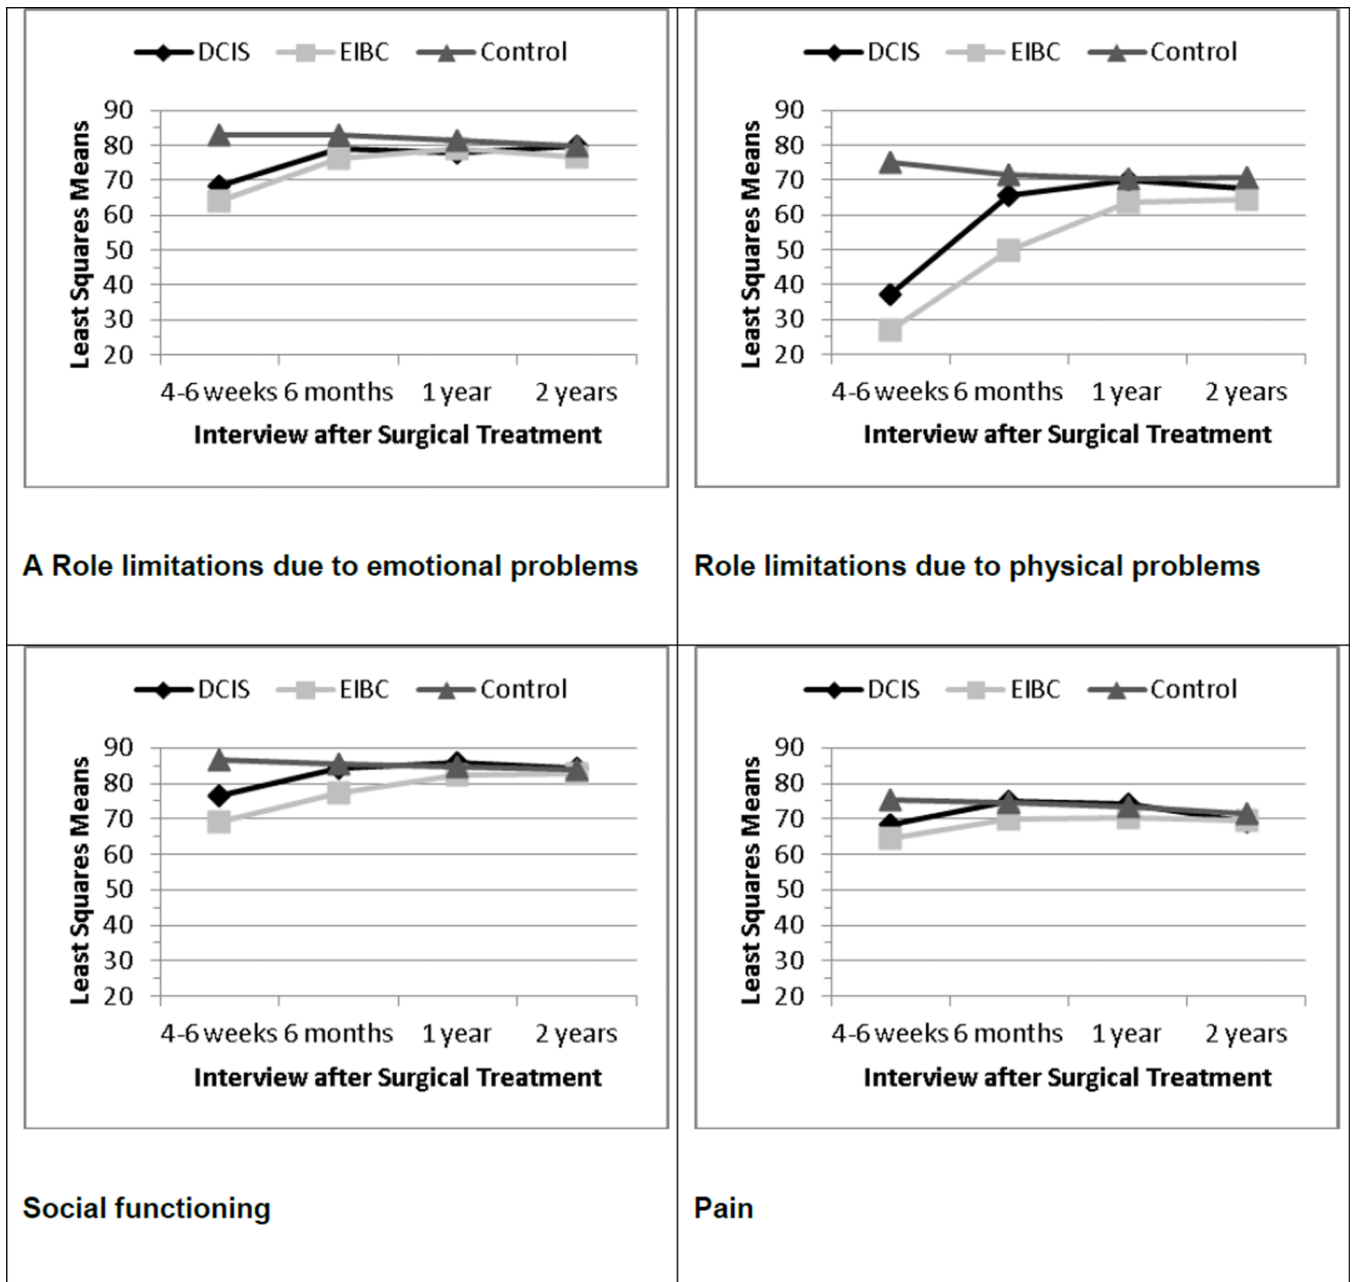 DCIS EIBC Control
Least Squares Means
90
80
70
60
50
40
30
20
4-6 weeks 6 months 1 year 2 years
Interview after Surgical Treatment
A Role limitations due to emotional problems
DCIS EIBC Control
Least Squares Means
90
80
70
60
50
40
30
20
4-6 weeks 6 months 1 year 2 years
Interview after Surgical Treatment
Role limitations due to physical problems
DCIS EIBC Control
Least Squares Means
90
80
70
60
50
40
30
20
4-6 weeks 6 months 1 year 2 years
Interview after Surgical Treatment
Social functioning
DCIS EIBC Control
Least Squares Means
90
80
70
60
50
40
30
20
4-6 weeks 6 months 1 year 2 years
Interview after Surgical Treatment
Pain